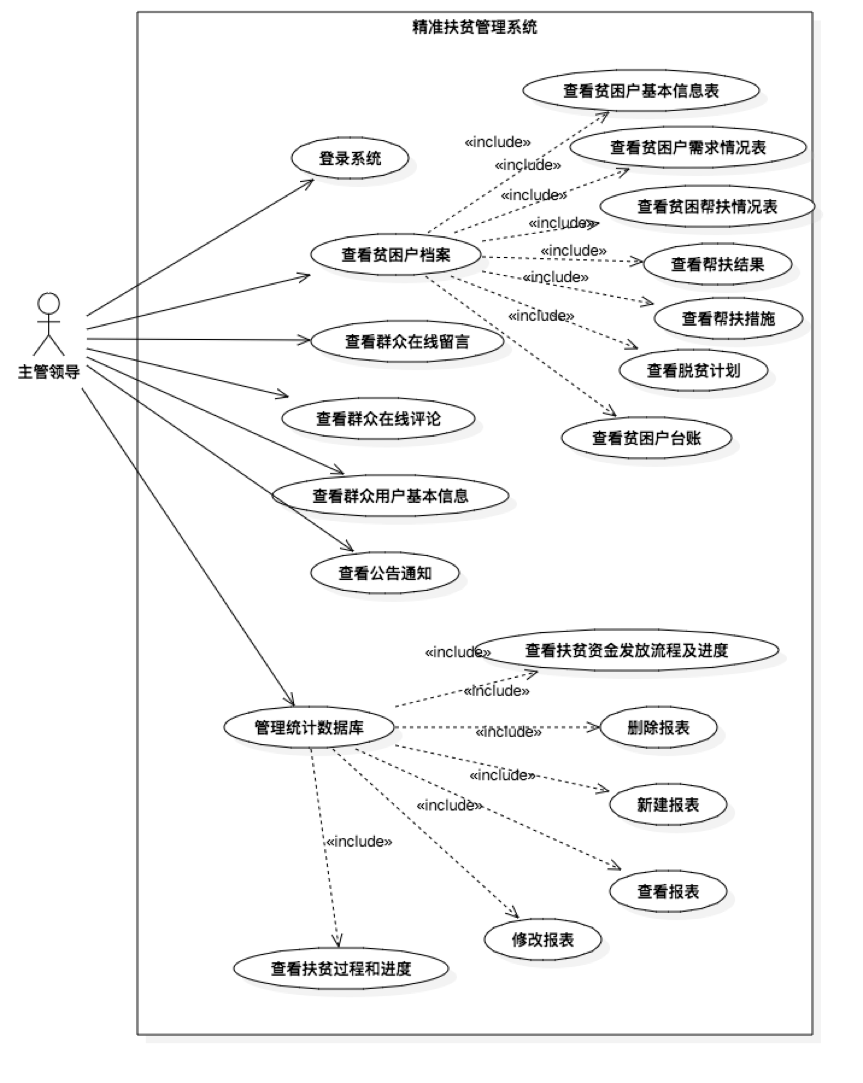 精准扶贫管理系统
查看贫困户基本信息表
«include»
查看贫困户需求情况表
登录系统
«include»
«include»
查看贫困帮扶情况表
«include»
查看贫困户档案
«include»
查看帮扶结果
«include»
主管领导
«include»
查看帮扶措施
查看群众在线留言
查看脱贫计划
查看群众在线评论
查看贫困户台账
查看群众用户基本信息
查看公告通知
«include»
查看扶贫资金发放流程及进度
«include»
管理统计数据库
«include»
删除报表
«include»
新建报表
«include»
«include»
查看报表
修改报表
查看扶贫过程和进度